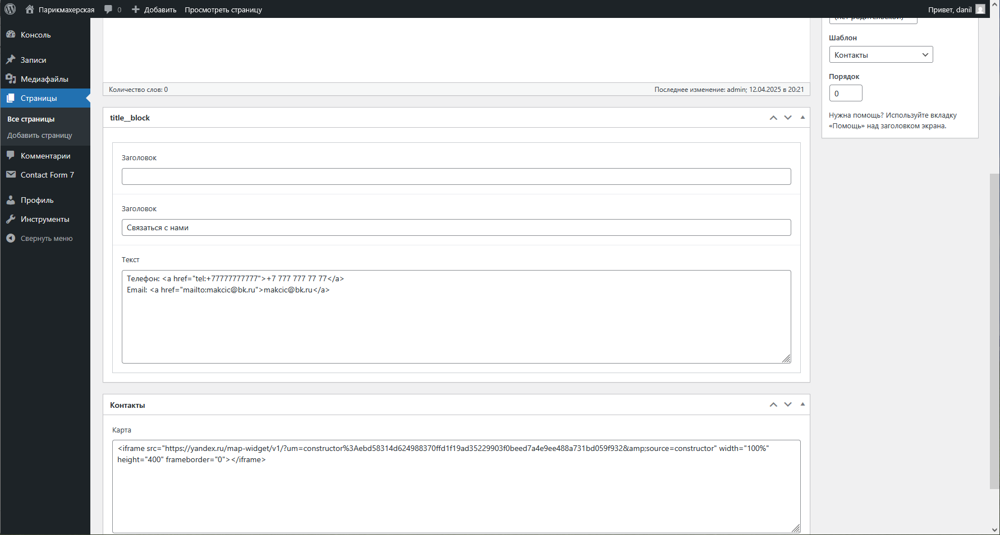 Парикмахерская
0
Добавить
Просмотреть страницу
Привет, danil
Консоль
Записи
Медиафайлы
Страницы
Все страницы
Добавить страницу
Комментарии
Contact Form 7
Профиль
Инструменты
Свернуть меню
Количество слов: 0
Последнее изменение: admin; 12.04.2025 в 20:21
title__block
Заголовок
Заголовок
Связаться с нами
Текст
Телефон: <a href="tel:+77777777777">+7 777 777 77 77</a>
Email: <a href="mailto:makcic@bk.ru">makcic@bk.ru</a>
Контакты
Карта
<iframe src="https://yandex.ru/map-widget/v1/?um=constructor%3Aebd58314d624988370ffd1f19ad35229903f0beed7a4e9ee488a731bd059f932&amp;source=constructor" width="100%"
height="400" frameborder="0"></iframe>
(нет родительской)
Шаблон
Контакты
Порядок
0
Нужна помощь? Используйте вкладку
«Помощь» над заголовком экрана.